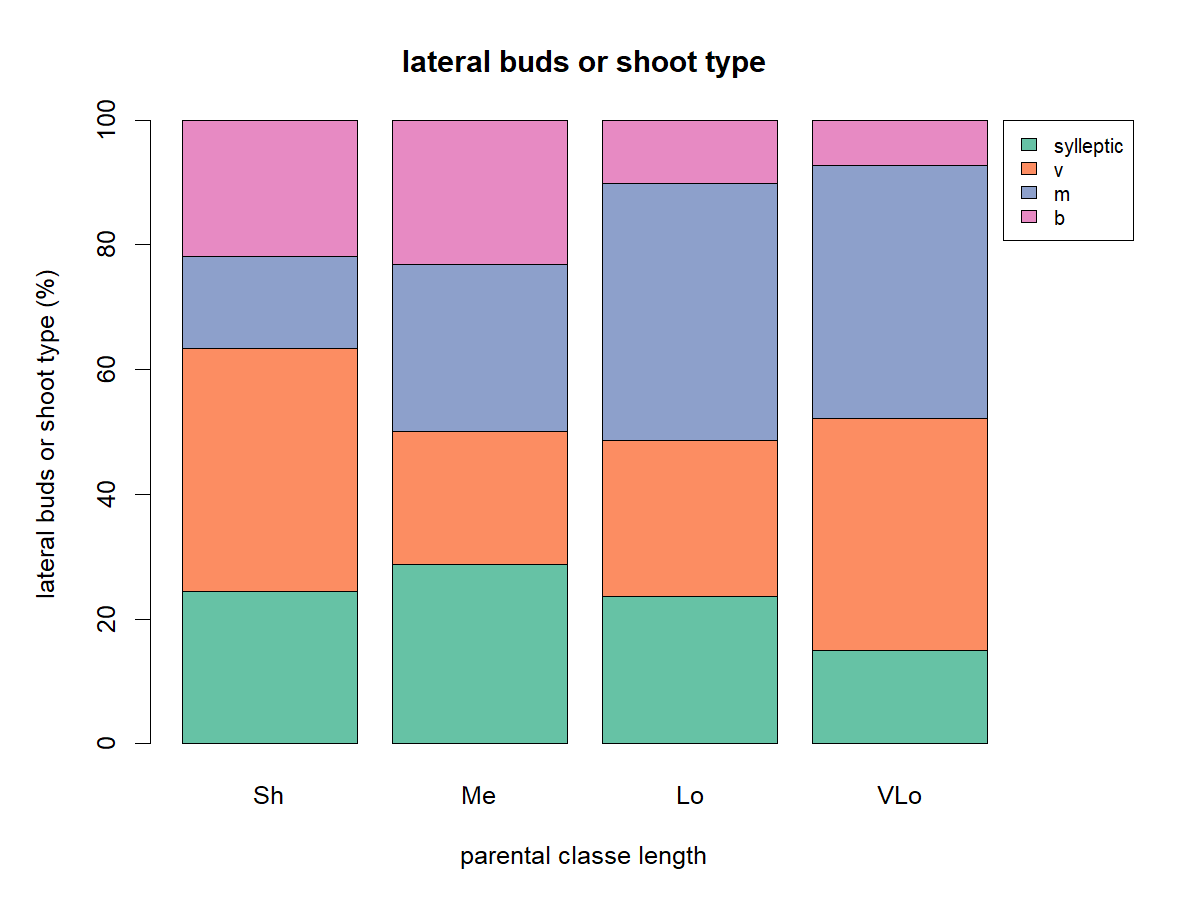 lateral buds or shoot type
lateral buds or shoot type (%)
100
80
60
40
20
0
sylleptic
v
m
b
Sh
Me
Lo
VLo
parental classe length